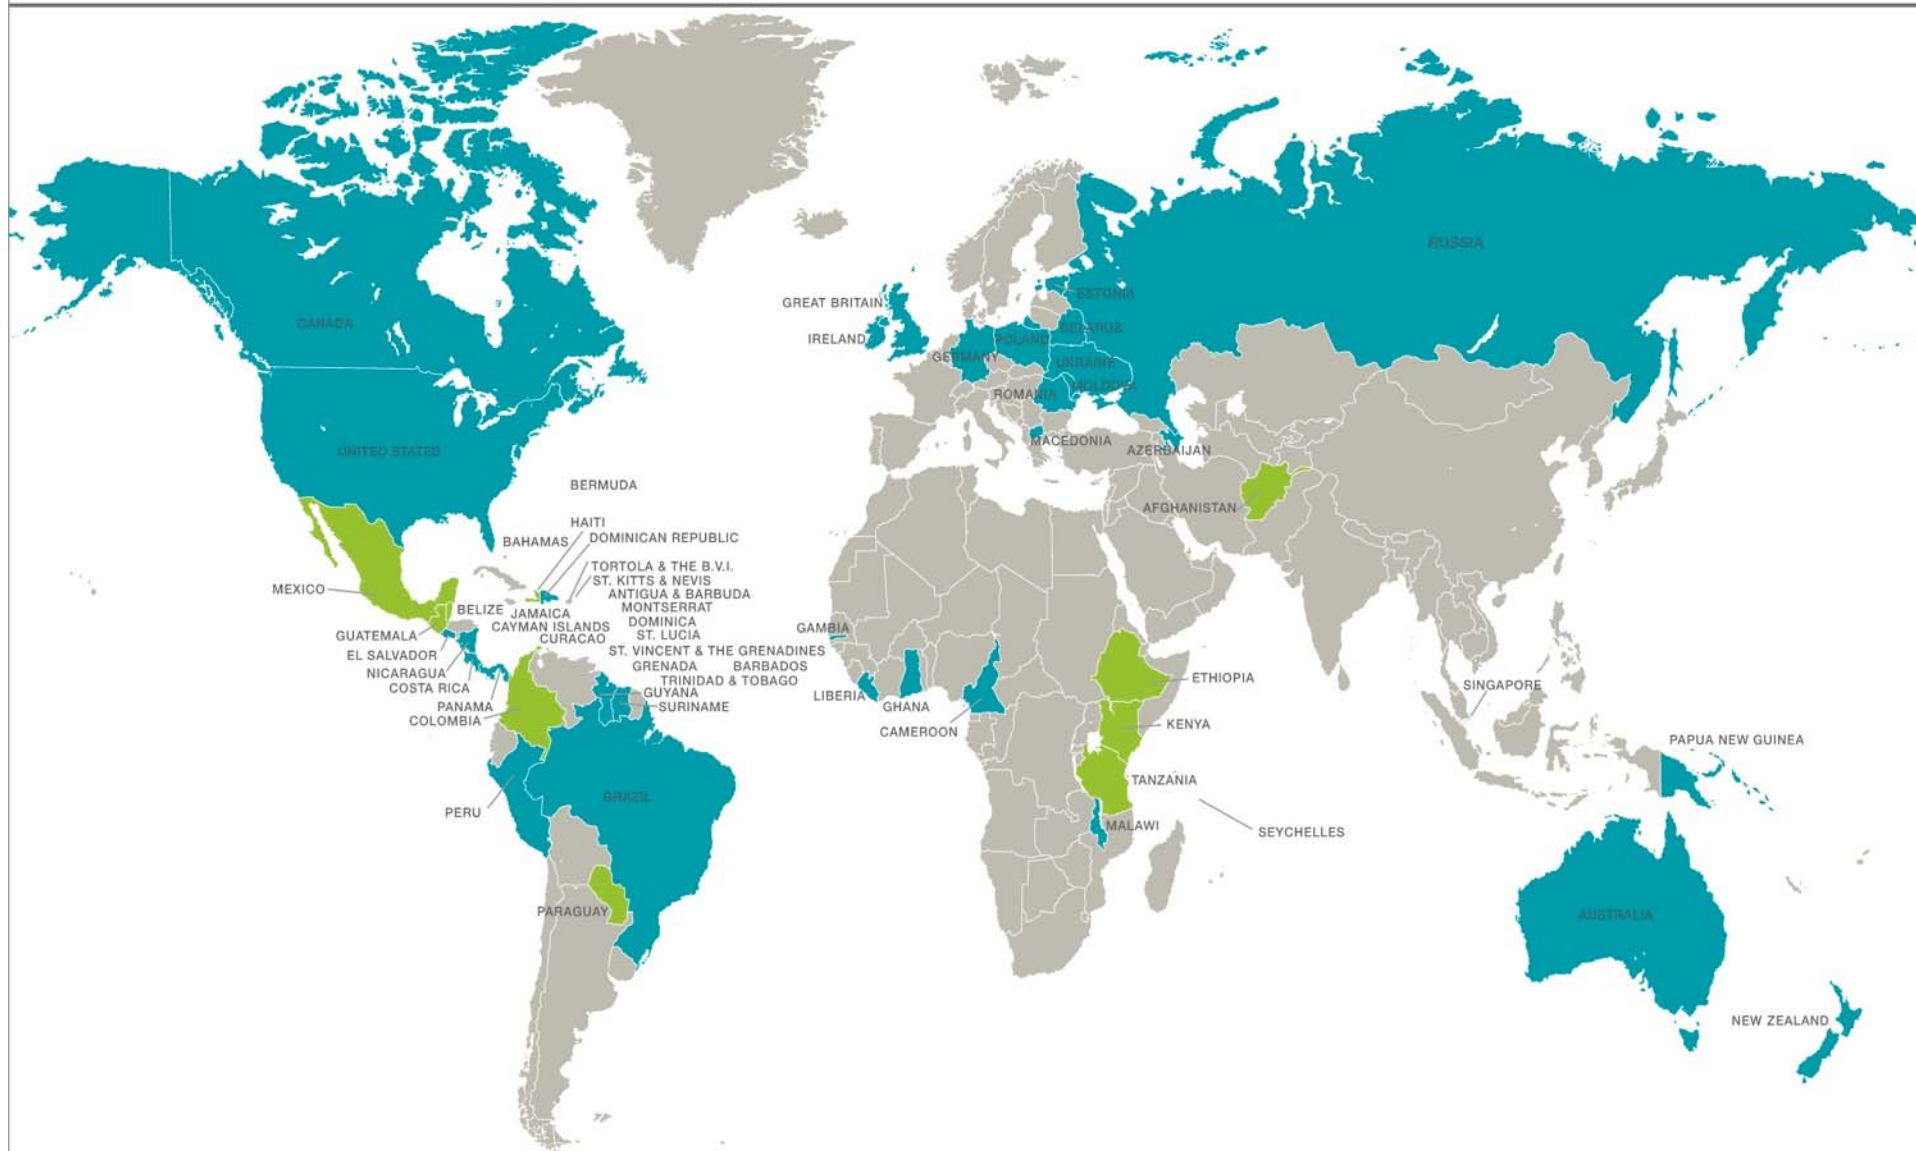 RUSSIA
ESTONIA
GREAT BRITAIN
CANADA
BELARUS
IRELAND
POLAND
GERMANY
UKRAINE
MOLDOVA
ROMANIA
MACEDONIA
UNITED STATES
AZERBAIJAN
BERMUDA
AFGHANISTAN
HAITI
BAHAMAS
DOMINICAN REPUBLIC
TORTOLA & THE B.V.I.
ST. KITTS & NEVIS
MEXICO
ANTIGUA & BARBUDA
BELIZE
JAMAICA
MONTSERRAT
CAYMAN ISLANDS
DOMINICA
GAMBIA
GUATEMALA
CURACAO
ST. LUCIA
EL SALVADOR
ST. VINCENT & THE GRENADINES
NICARAGUA
GRENADA
BARBADOS
ETHIOPIA
TRINIDAD & TOBAGO
SINGAPORE
COSTA RICA
GUYANA
LIBERIA
PANAMA
SURINAME
GHANA
COLOMBIA
KENYA
CAMEROON
PAPUA NEW GUINEA
TANZANIA
BRAZIL
PERU
MALAWI
SEYCHELLES
PARAGUAY
AUSTRALIA
NEW ZEALAND